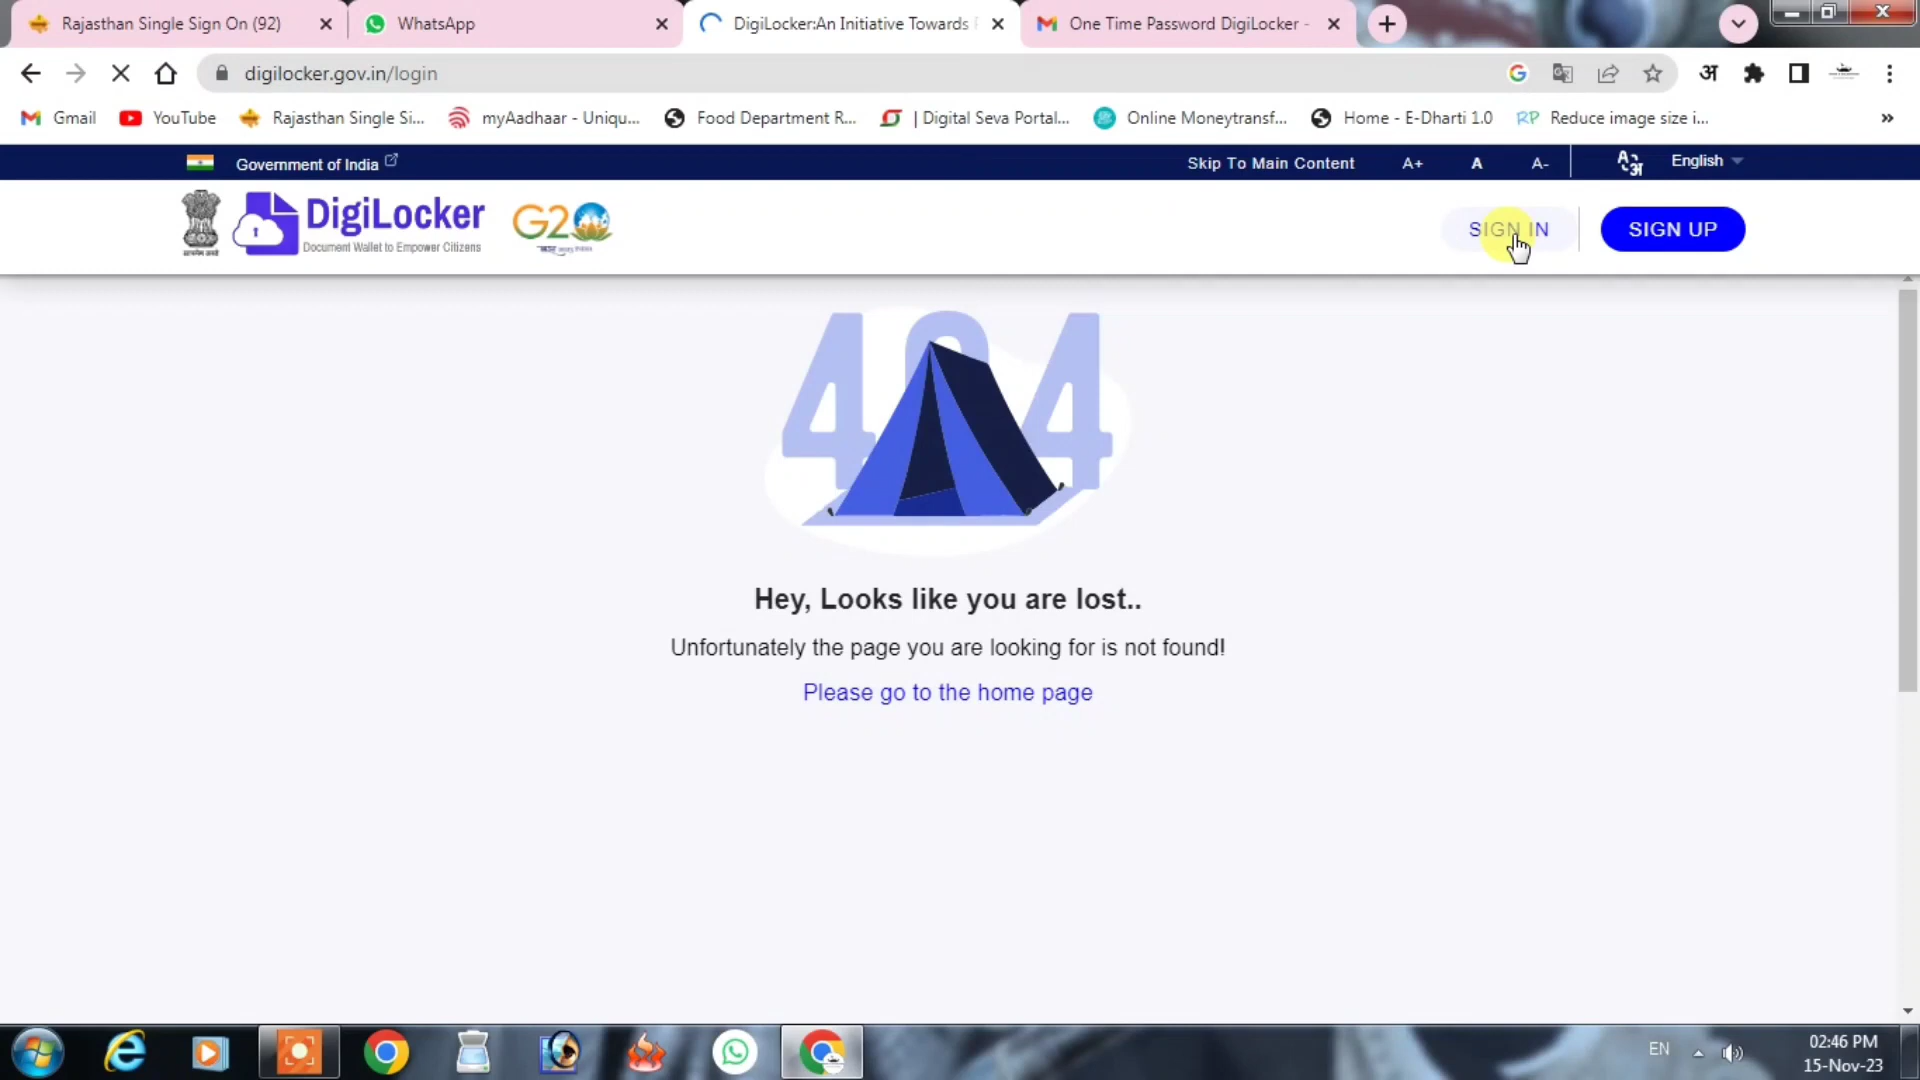 Rajasthan Single Sign On (92)
WhatsApp
DigiLocker:An Initiative Towards
One Time Password DigiLocker -
digilocker.gov.in/login
अ
Gmail
YouTube
Rajasthan Single Si...
myAadhaar - Uniqu...
Food Department R...
| Digital Seva Portal...
Online Moneytransf...
Home - E-Dharti 1.0
RP
Reduce image size i...
»
Government of India
Skip To Main Content
A+
A
A-
English
DigiLocker
Document Wallet to Empower Citizens
G20
SIGN IN
SIGN UP
404
Hey, Looks like you are lost..
Unfortunately the page you are looking for is not found!
Please go to the home page
EN
02:46 PM
15-Nov-23